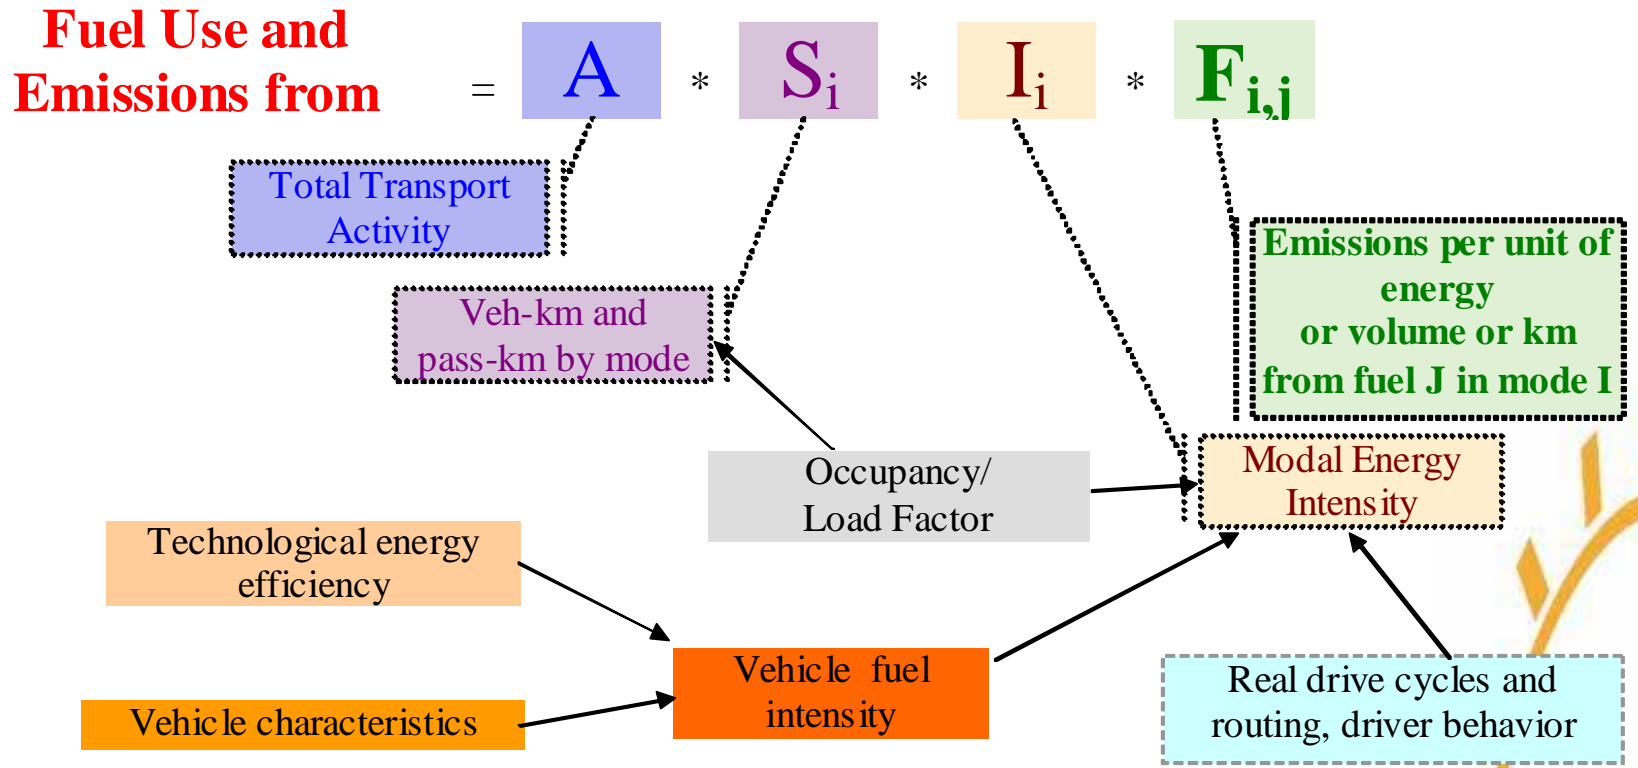 Fuel Use and
Emissions from
= A * Si * Ii * Fi,j
Total Transport
Activity
Veh-km and
pass-km by mode
Emissions per unit of
energy
or volume or km
from fuel J in mode I
Occupancy/
Load Factor
Modal Energy
Intensity
Technological energy
efficiency
Vehicle fuel
intensity
Vehicle characteristics
Real drive cycles and
routing, driver behavior